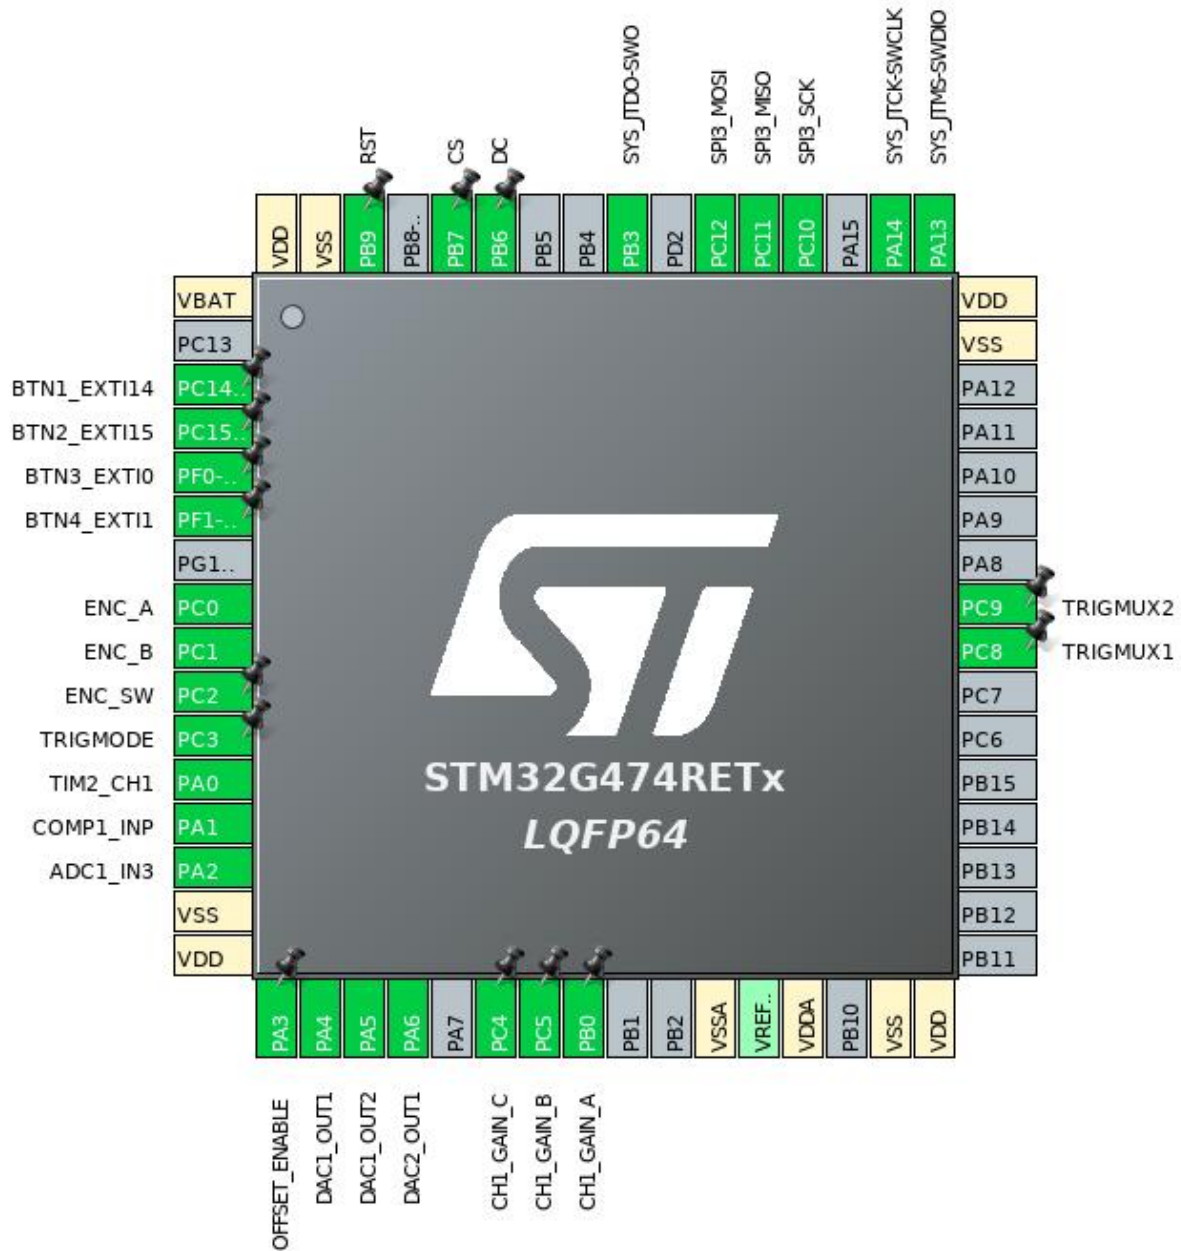 RST
CS
DC
SYS_JTDO-SWO
SPI3_MOSI
SPI3_MISO
SPI3_SCK
SYS_JTCK-SWCLK
SYS_JTMS-SWDIO
VDD
VSS
PB9
PB8-..
PB7
PB6
PB5
PB4
PB3
PD2
PC12
PC11
PC10
PA15
PA14
PA13
VBAT
PC13
BTN1_EXTI14 PC14..
BTN2_EXTI15 PC15..
BTN3_EXTI0 PF0-..
BTN4_EXTI1 PF1-..
PG1..
ENC_A PC0
ENC_B PC1
ENC_SW PC2
TRIGMODE PC3
TIM2_CH1 PA0
COMP1_INP PA1
ADC1_IN3 PA2
VSS
VDD
ST
STM32G474RETx
LQFP64
VDD
VSS
PA12
PA11
PA10
PA9
PA8
PC9 TRIGMUX2
PC8 TRIGMUX1
PC7
PC6
PB15
PB14
PB13
PB12
PB11
PA3
PA4
PA5
PA6
PA7
PC4
PC5
PB0
PB1
PB2
VSSA
VREF..
VDDA
PB10
VSS
VDD
OFFSET_ENABLE
DAC1_OUT1
DAC1_OUT2
DAC2_OUT1
CH1_GAIN_C
CH1_GAIN_B
CH1_GAIN_A